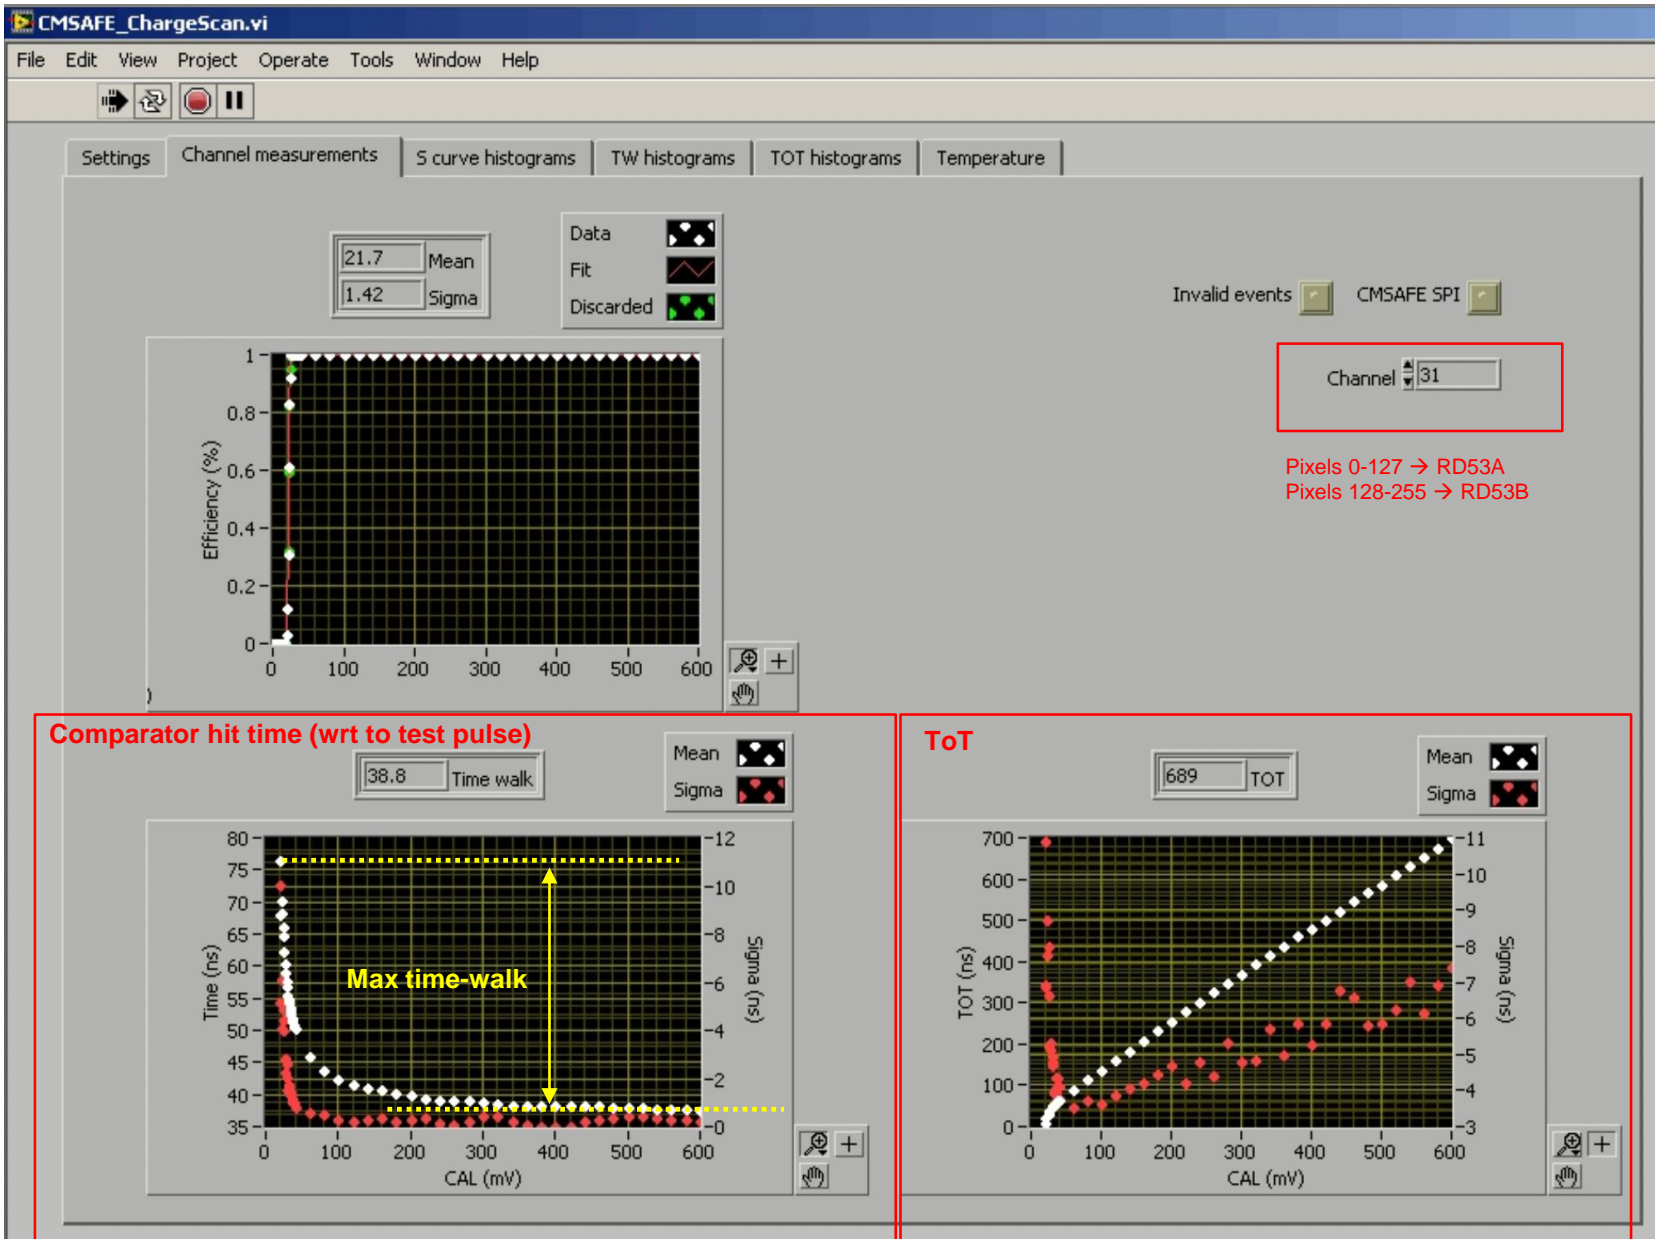 CMSAFE_ChargeScan.vi
File Edit View Project Operate Tools Window Help
Settings Channel measurements S curve histograms TW histograms TOT histograms Temperature
21.7 Mean
1.42 Sigma
Data
Fit
Discarded
Invalid events CMSAFE SPI
Channel 31
Pixels 0-127 → RD53A
Pixels 128-255 → RD53B
Efficiency (%)
1
0.8
0.6
0.4
0.2
0
0 100 200 300 400 500 600
)
Comparator hit time (wrt to test pulse)
38.8 Time walk
Mean
Sigma
Time (ns)
80
75
70
65
60
55
50
45
40
35
Max time-walk
12
10
8
6
4
2
0
Sigma (ns)
0 100 200 300 400 500 600
CAL (mV)
ToT
689 TOT
Mean
Sigma
TOT (ns)
700
600
500
400
300
200
100
0
11
10
9
8
7
6
5
4
3
Sigma (ns)
0 100 200 300 400 500 600
CAL (mV)